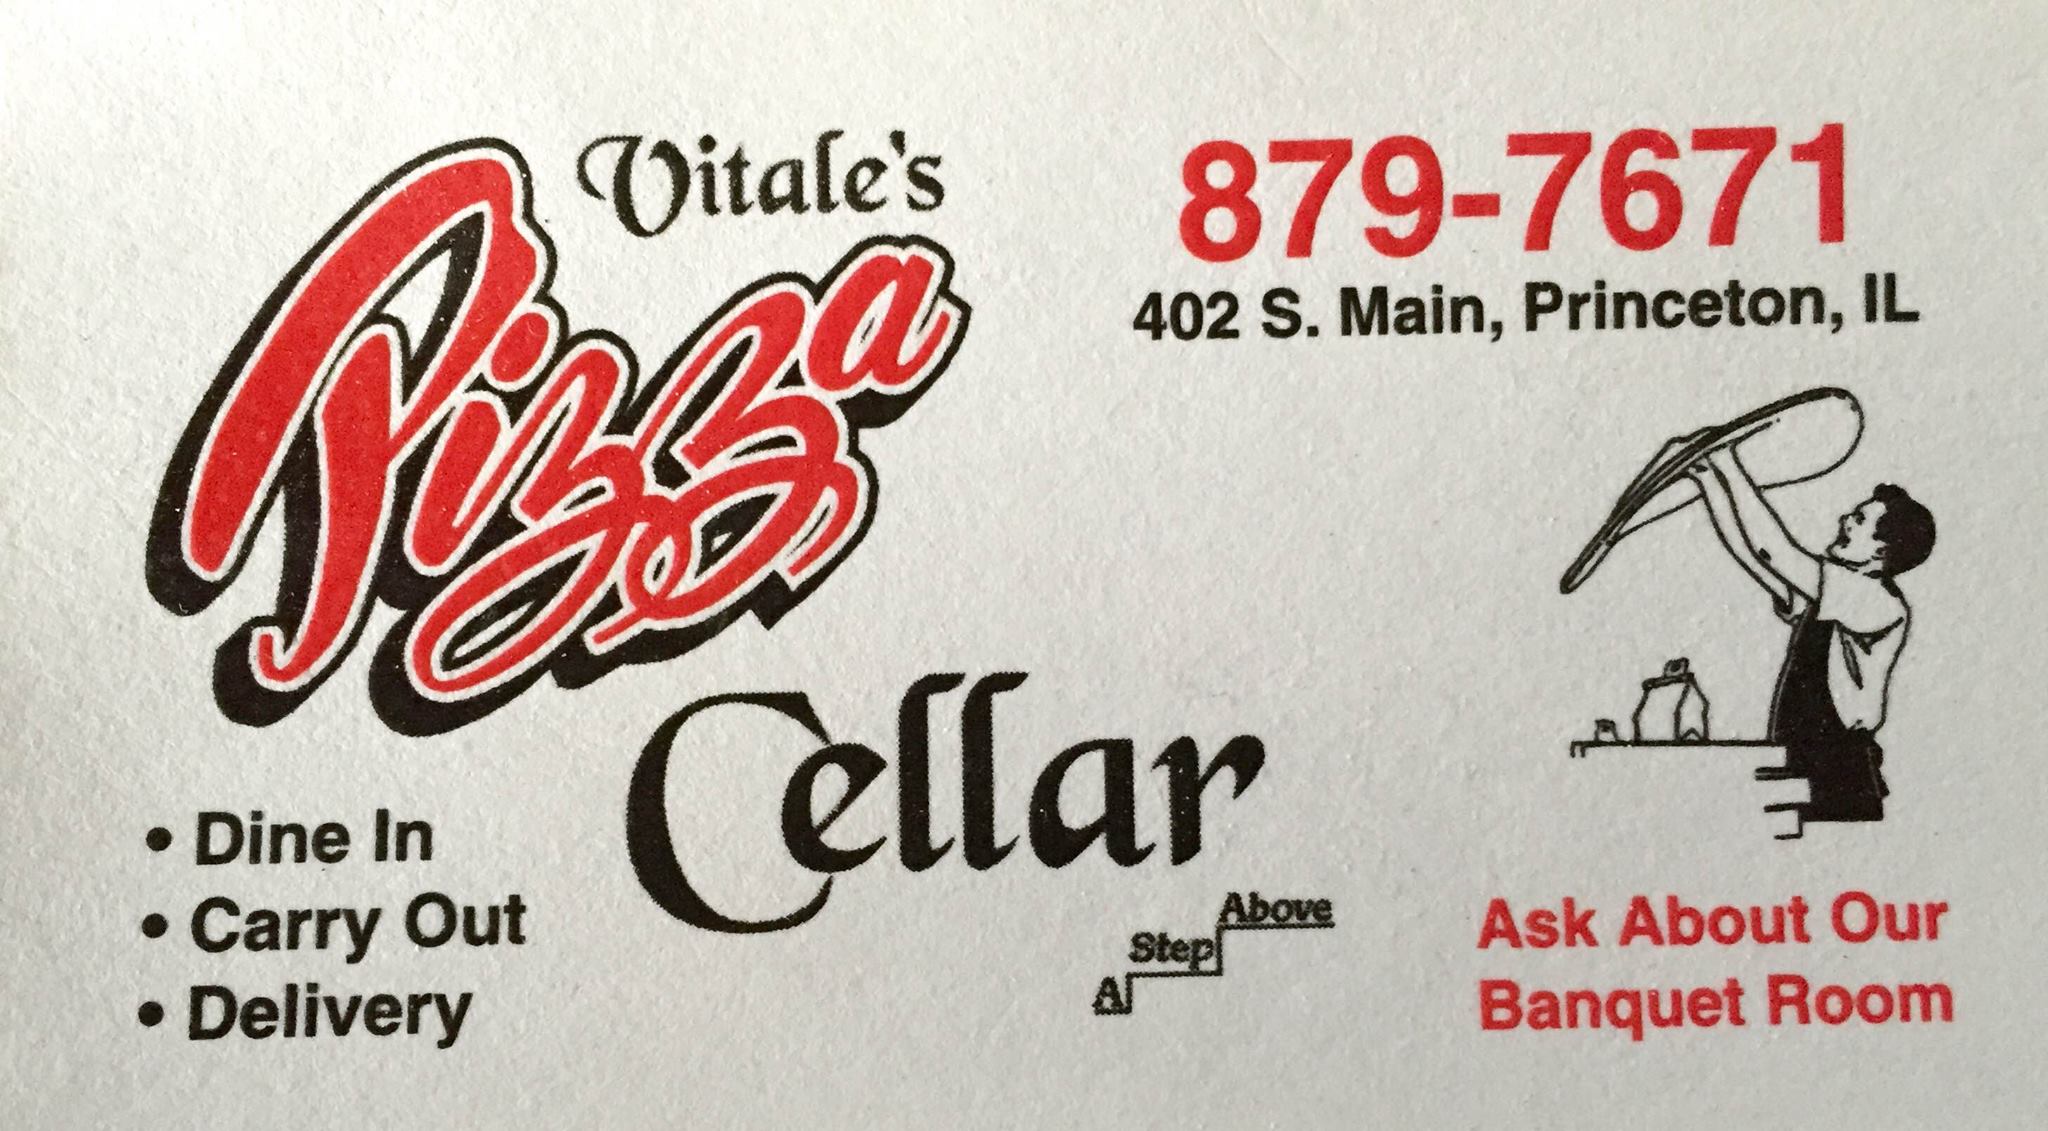 Vitale's
Pizza
Cellar
A Step Above
879-7671
402 S. Main, Princeton, IL
• Dine In
• Carry Out
• Delivery
Ask About Our
Banquet Room